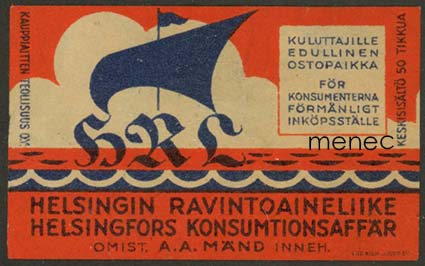 KAUPPIAITTEN TEOLLISUUS O.Y.
HRL
KULUTTAJILLE
EDULLINEN
OSTOPAIKKA
FÖR
KONSUMENTERNA
FÖRMÅNLIGT
INKÖPSSTÄLLE
KESKISISÄLTÖ 50 TIKKUA
menec
HELSINGIN RAVINTOAINELIIKE
HELSINGFORS KONSUMTIONSAFFÄR
OMIST. A.A. MÄND INNEH.